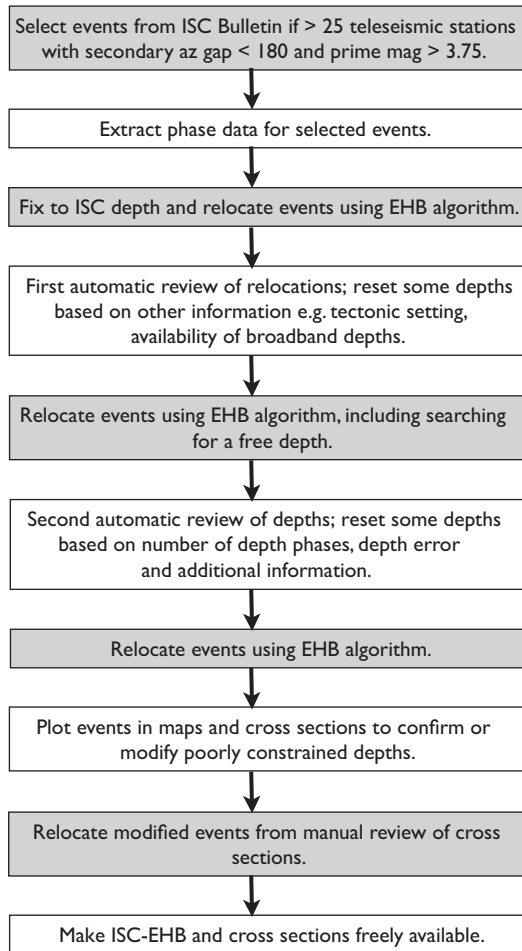 Select events from ISC Bulletin if > 25 teleseismic stations
with secondary az gap < 180 and prime mag > 3.75.
Extract phase data for selected events.
Fix to ISC depth and relocate events using EHB algorithm.
First automatic review of relocations; reset some depths
based on other information e.g. tectonic setting,
availability of broadband depths.
Relocate events using EHB algorithm, including searching
for a free depth.
Second automatic review of depths; reset some depths
based on number of depth phases, depth error
and additional information.
Relocate events using EHB algorithm.
Plot events in maps and cross sections to confirm or
modify poorly constrained depths.
Relocate modified events from manual review of cross
sections.
Make ISC-EHB and cross sections freely available.